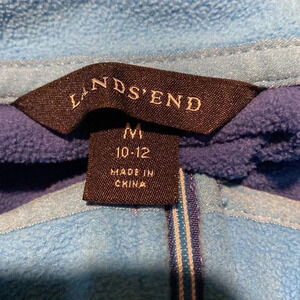 LANDS' END
M
10-12
MADE IN
CHINA